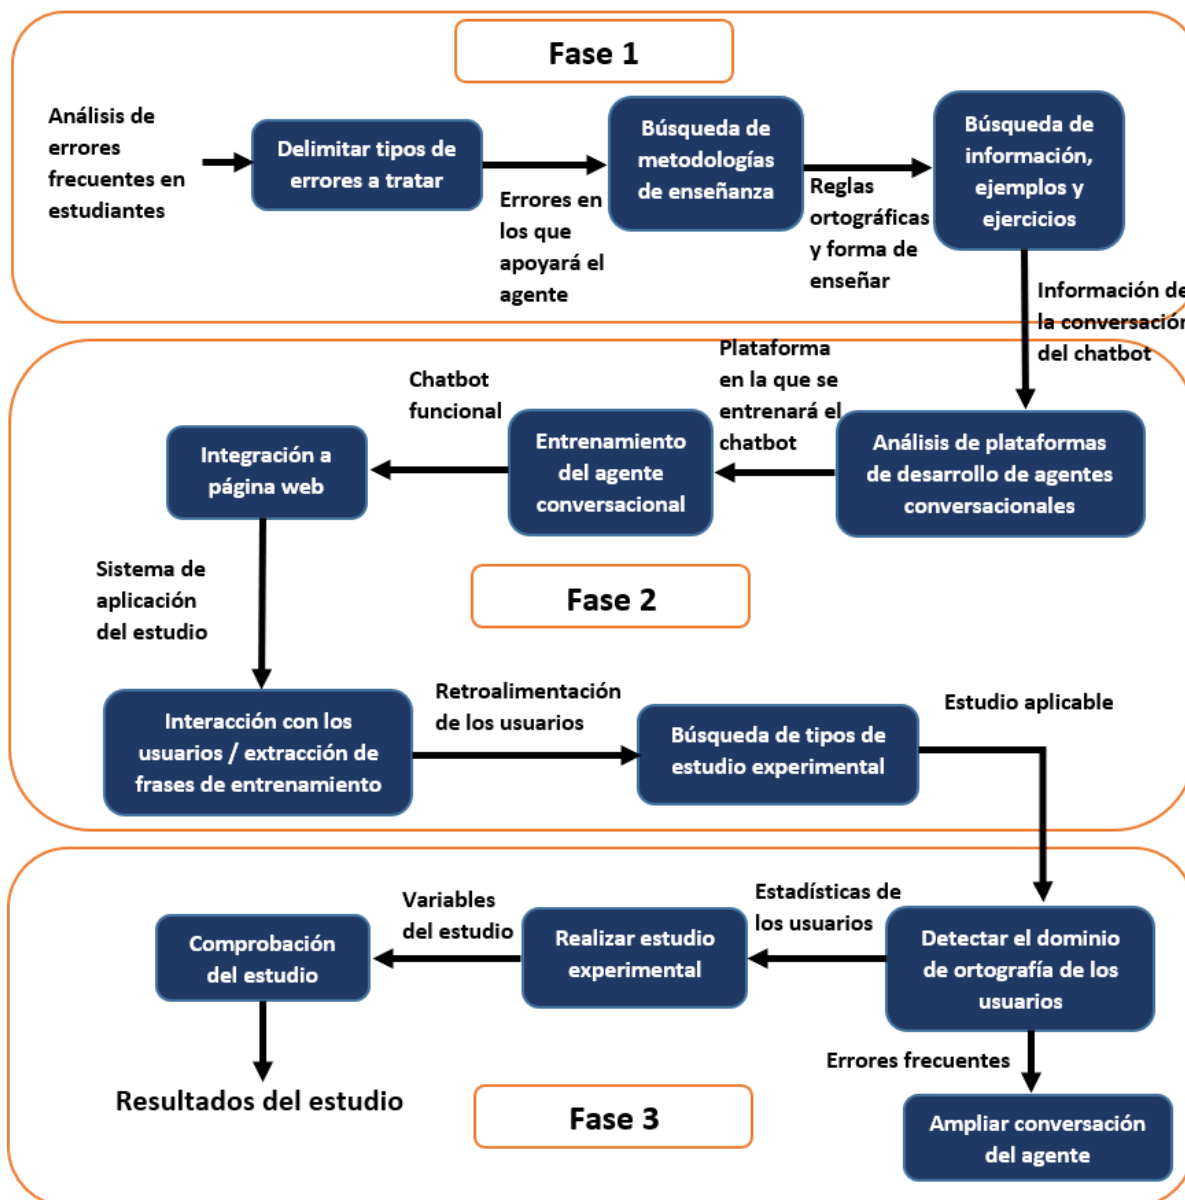 Fase 1
Análisis de
errores
frecuentes en
estudiantes
Delimitar tipos de
errores a tratar
Errores en
los que
apoyará el
agente
Búsqueda de
metodologías
de enseñanza
Reglas
ortográficas
y forma de
enseñar
Búsqueda de
información,
ejemplos y
ejercicios
Información de
la conversación
del chatbot
Análisis de plataformas
de desarrollo de agentes
conversacionales
Plataforma
en la que se
entrenará el
chatbot
Entrenamiento
del agente
conversacional
Chatbot
funcional
Integración a
página web
Fase 2
Sistema de
aplicación
del estudio
Interacción con los
usuarios / extracción de
frases de entrenamiento
Retroalimentación
de los usuarios
Búsqueda de tipos de
estudio experimental
Estudio aplicable
Detectar el dominio
de ortografía de los
usuarios
Estadísticas de
los usuarios
Realizar estudio
experimental
Variables
del estudio
Comprobación
del estudio
Resultados del estudio
Errores frecuentes
Ampliar conversación
del agente
Fase 3